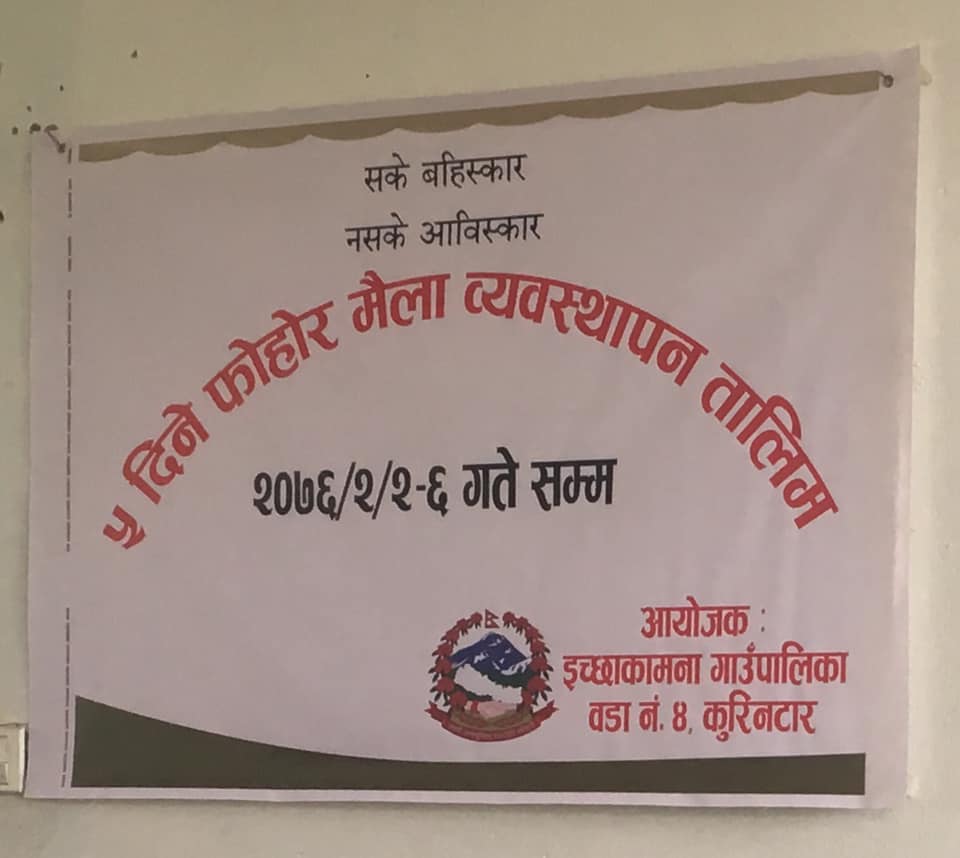 सके बहिस्कार
नसके आविस्कार
५ दिने फोहोर मैला व्यवस्थापन तालिम
२०७६/२/२-६ गते सम्म
आयोजक :
इच्छाकामना गाउँपालिका
वडा नं. ४, कुरिनटार